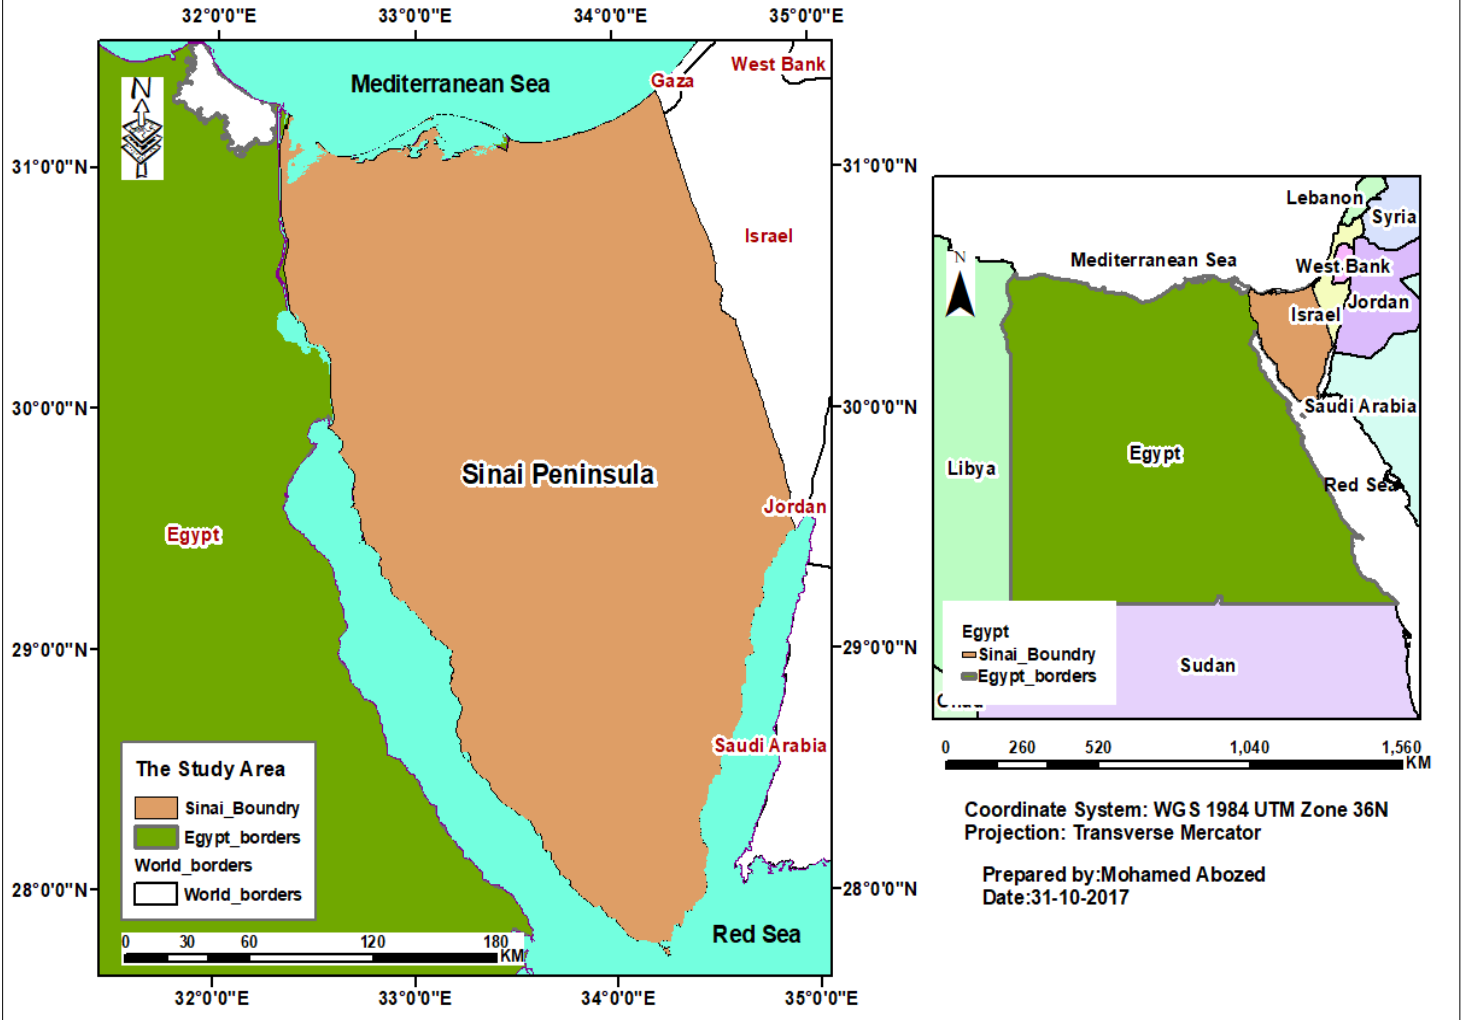 32°0'0"E 33°0'0"E 34°0'0"E 35°0'0"E
West Bank
Gaza
Mediterranean Sea
N
31°0'0"N 31°0'0"N
Israel
30°0'0"N 30°0'0"N
Sinai Peninsula
Jordan
Egypt
29°0'0"N 29°0'0"N
Saudi Arabia
The Study Area
Sinai_Boundry
Egypt_borders
World_borders
World_borders
28°0'0"N 28°0'0"N
Red Sea
0 30 60 120 180
KM
32°0'0"E 33°0'0"E 34°0'0"E 35°0'0"E
Lebanon
Syria
N
Mediterranean Sea
West Bank
Jordan
Israel
Saudi Arabia
Egypt
Libya
Red Sea
Egypt
Sinai_Boundry
Egypt_borders
Sudan
0 260 520 1,040 1,560
KM
Coordinate System: WGS 1984 UTM Zone 36N
Projection: Transverse Mercator
Prepared by:Mohamed Abozed
Date:31-10-2017